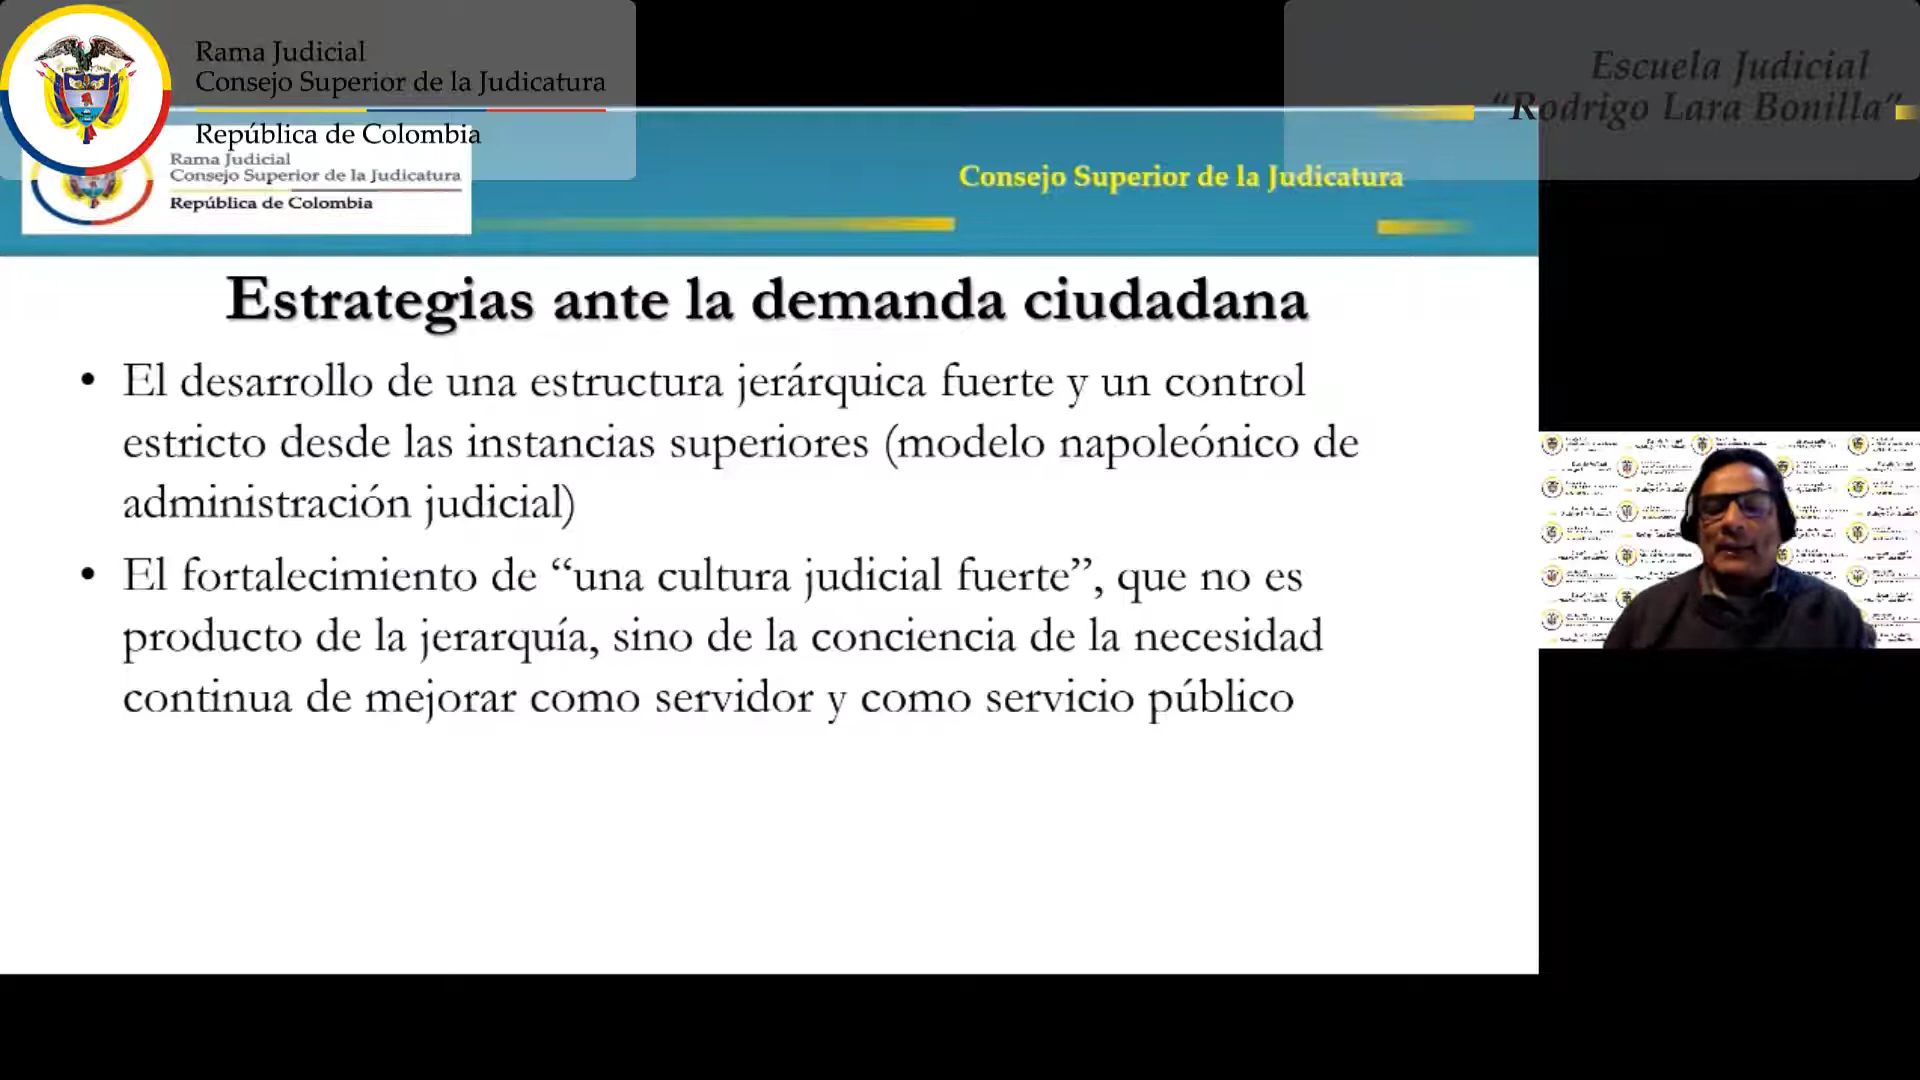 Rama Judicial
Consejo Superior de la Judicatura
República de Colombia
Escuela Judicial
“Rodrigo Lara Bonilla”
Rama Judicial
Consejo Superior de la Judicatura
República de Colombia
Consejo Superior de la Judicatura
Estrategias ante la demanda ciudadana
• El desarrollo de una estructura jerárquica fuerte y un control
estricto desde las instancias superiores (modelo napoleónico de
administración judicial)
• El fortalecimiento de “una cultura judicial fuerte”, que no es
producto de la jerarquía, sino de la conciencia de la necesidad
continua de mejorar como servidor y como servicio público